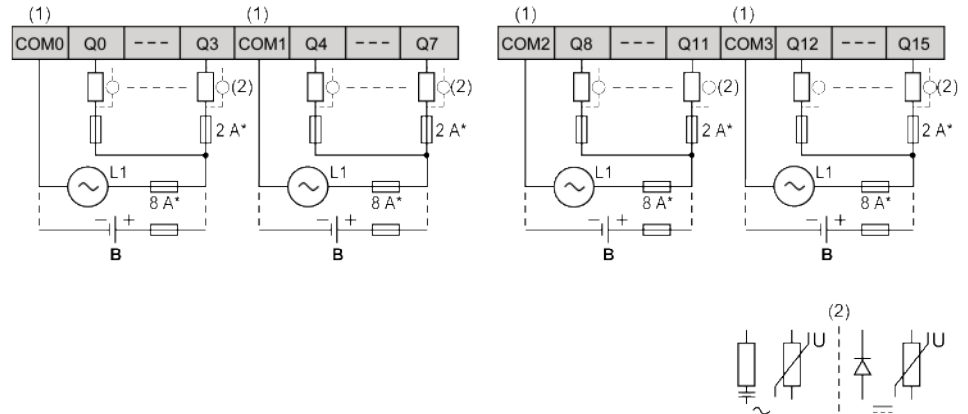 (1) (1) (1) (1)
COM0 Q0 --- Q3 COM1 Q4 --- Q7 COM2 Q8 --- Q11 COM3 Q12 --- Q15
(2) (2) (2) (2)
2 A* 2 A* 2 A* 2 A*
L1 L1 L1 L1
8 A* 8 A* 8 A* 8 A*
− + − + − + − +
B B B B
(2)
U U